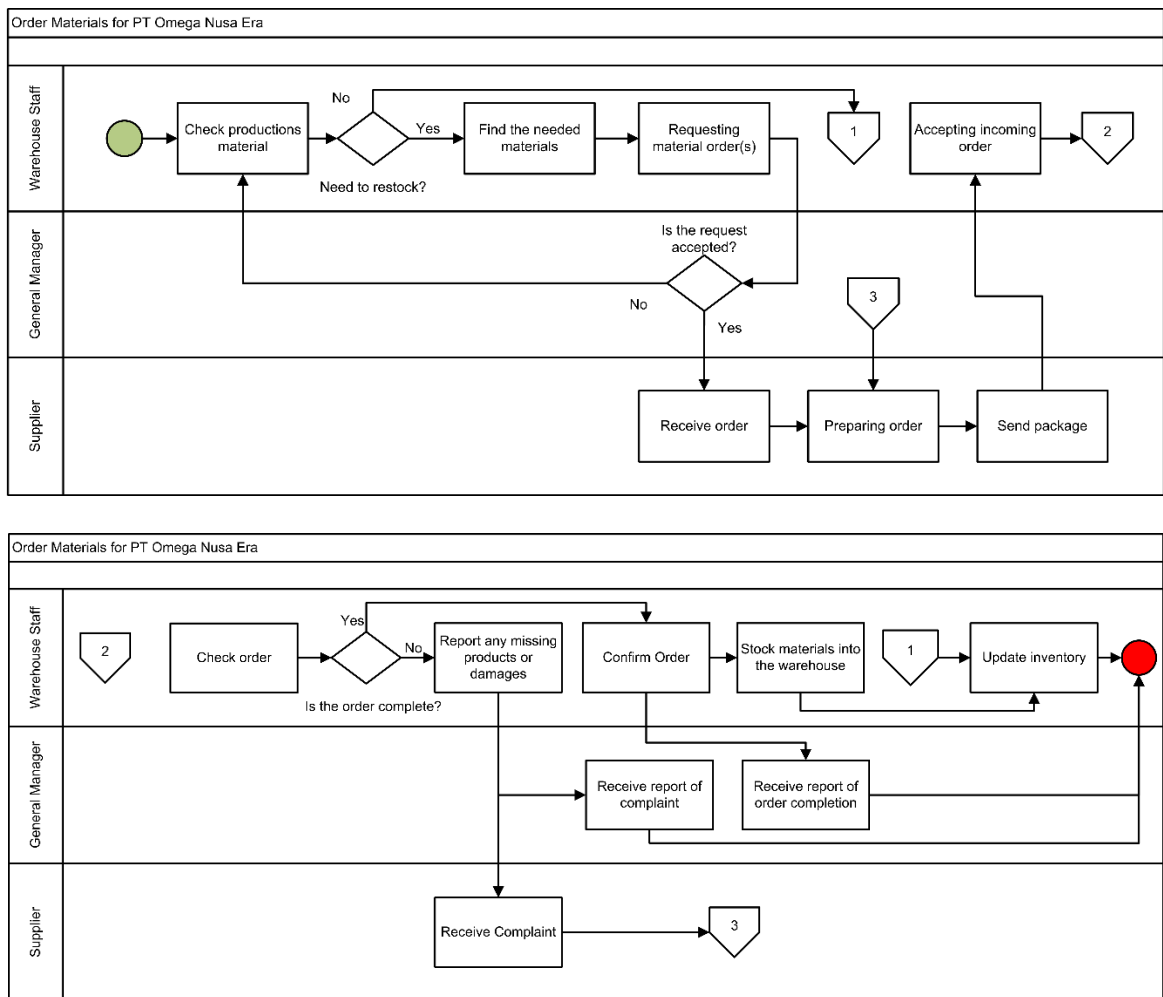 Order Materials for PT Omega Nusa Era
Warehouse Staff
Check productions
material
No
Yes
Need to restock?
Find the needed
materials
Requesting
material order(s)
1
Accepting incoming
order
2
General Manager
Is the request
accepted?
No
Yes
3
Supplier
Receive order
Preparing order
Send package
Order Materials for PT Omega Nusa Era
Warehouse Staff
2
Check order
Yes
No
Is the order complete?
Report any missing
products or
damages
Confirm Order
Stock materials into
the warehouse
1
Update inventory
General Manager
Receive report of
complaint
Receive report of
order completion
Supplier
Receive Complaint
3